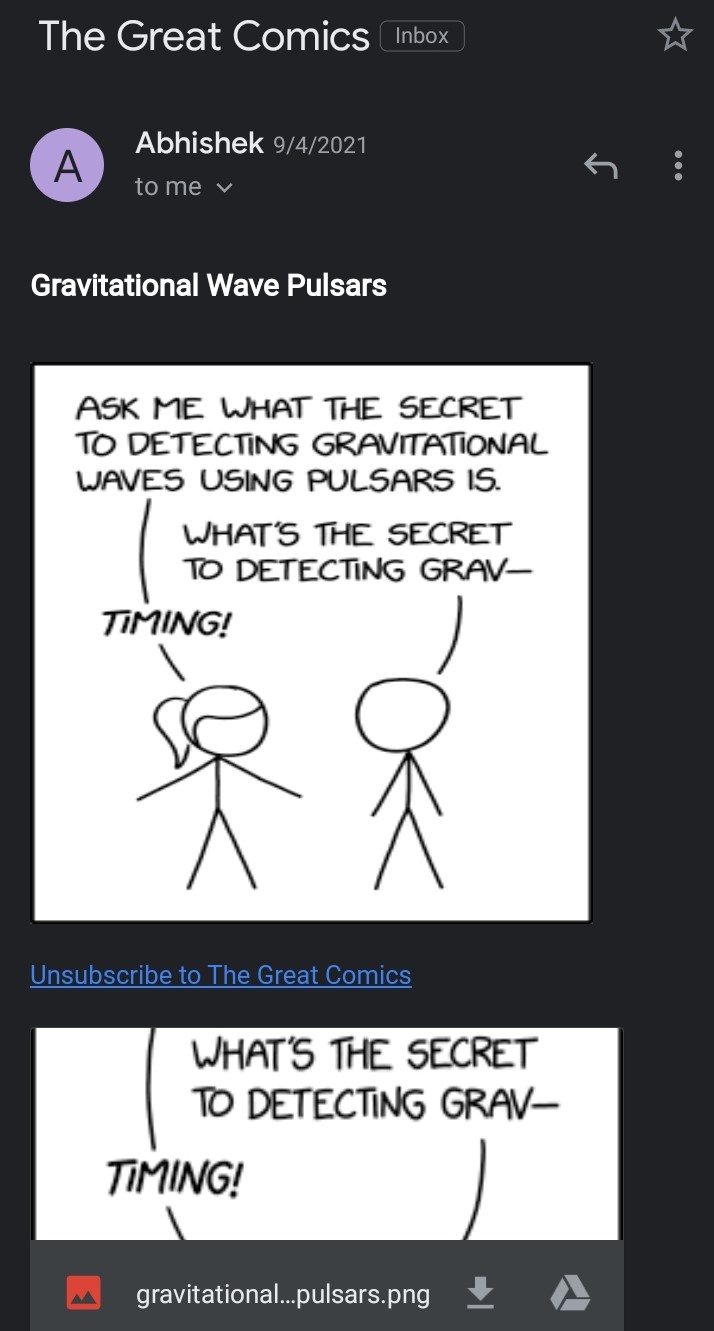 The Great Comics Inbox
A
Abhishek 9/4/2021
to me
Gravitational Wave Pulsars
ASK ME WHAT THE SECRET
TO DETECTING GRAVITATIONAL
WAVES USING PULSARS IS.
WHAT'S THE SECRET
TO DETECTING GRAV—
TIMING!
Unsubscribe to The Great Comics
WHAT'S THE SECRET
TO DETECTING GRAV—
TIMING!
gravitational...pulsars.png